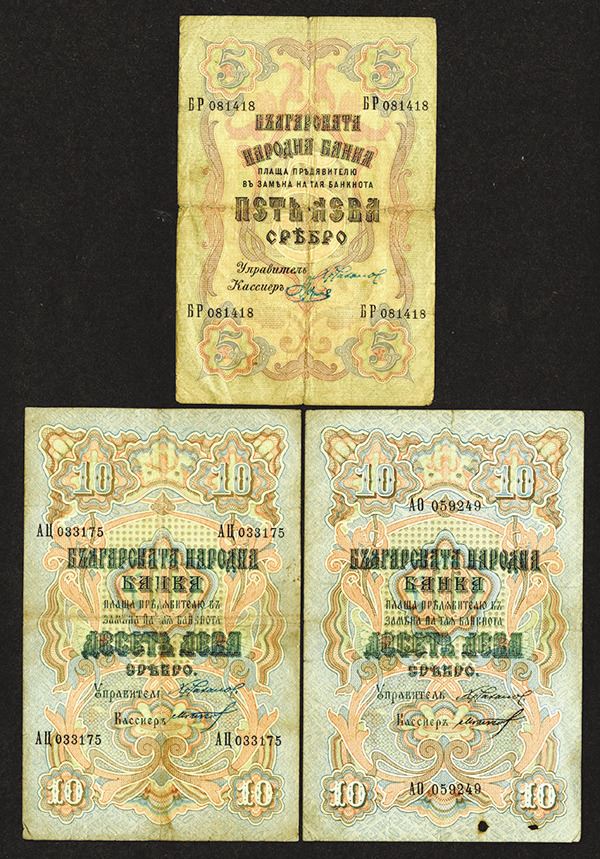 5 5
БР 081418 БР 081418
БЪЛГАРСКАТА
НАРОДНА БАНКА
ПЛАЩА ПРѢДЯВИТЕЛЮ
ВЪ ЗАМѢНА НА ТАЯ БАНКНОТА
ПЕТЬ ЛЕВА
СРѢБРО
Управитель
Кассиеръ
БР 081418 БР 081418
5 5
10 10
АЦ 033175 АЦ 033175
БЪЛГАРСКАТА НАРОДНА
БАНКА
ПЛАЩА ПРѢДЯВИТЕЛЮ ВЪ
ЗАМѢНА НА ТАЯ БАНКНОТА
ДЕСЕТЬ ЛЕВА
СРѢБРО.
Управитель
Кассиеръ
АЦ 033175 АЦ 033175
10 10
10 10
АО 059249
БЪЛГАРСКАТА НАРОДНА
БАНКА
ПЛАЩА ПРѢДЯВИТЕЛЮ ВЪ
ЗАМѢНА НА ТАЯ БАНКНОТА
ДЕСЕТЬ ЛЕВА
СРѢБРО.
Управитель
Кассиеръ
АО 059249
10 10